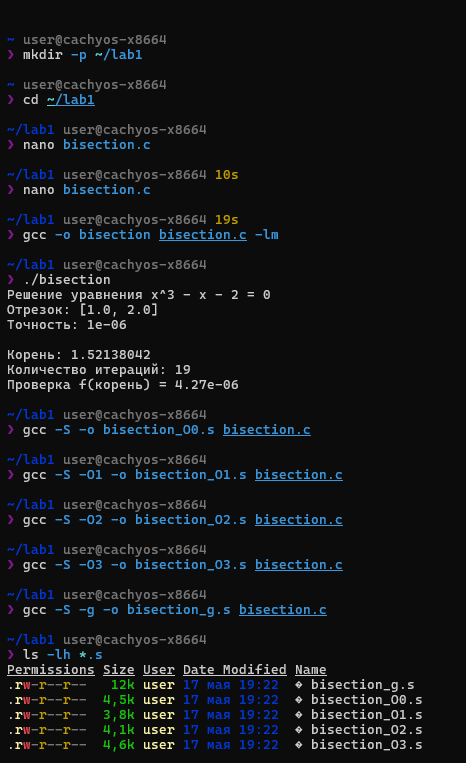 ~ user@cachyos-x8664
❯ mkdir -p ~/lab1
~ user@cachyos-x8664
❯ cd ~/lab1
~/lab1 user@cachyos-x8664
❯ nano bisection.c
~/lab1 user@cachyos-x8664 10s
❯ nano bisection.c
~/lab1 user@cachyos-x8664 19s
❯ gcc -o bisection bisection.c -lm
~/lab1 user@cachyos-x8664
❯ ./bisection
Решение уравнения x^3 - x - 2 = 0
Отрезок: [1.0, 2.0]
Точность: 1e-06
Корень: 1.52138042
Количество итераций: 19
Проверка f(корень) = 4.27e-06
~/lab1 user@cachyos-x8664
❯ gcc -S -o bisection_O0.s bisection.c
~/lab1 user@cachyos-x8664
❯ gcc -S -O1 -o bisection_O1.s bisection.c
~/lab1 user@cachyos-x8664
❯ gcc -S -O2 -o bisection_O2.s bisection.c
~/lab1 user@cachyos-x8664
❯ gcc -S -O3 -o bisection_O3.s bisection.c
~/lab1 user@cachyos-x8664
❯ gcc -S -g -o bisection_g.s bisection.c
~/lab1 user@cachyos-x8664
❯ ls -lh *.s
Permissions Size User Date Modified Name
.rw-r--r-- 12k user 17 мая 19:22 � bisection_g.s
.rw-r--r-- 4,5k user 17 мая 19:22 � bisection_O0.s
.rw-r--r-- 3,8k user 17 мая 19:22 � bisection_O1.s
.rw-r--r-- 4,1k user 17 мая 19:22 � bisection_O2.s
.rw-r--r-- 4,6k user 17 мая 19:22 � bisection_O3.s